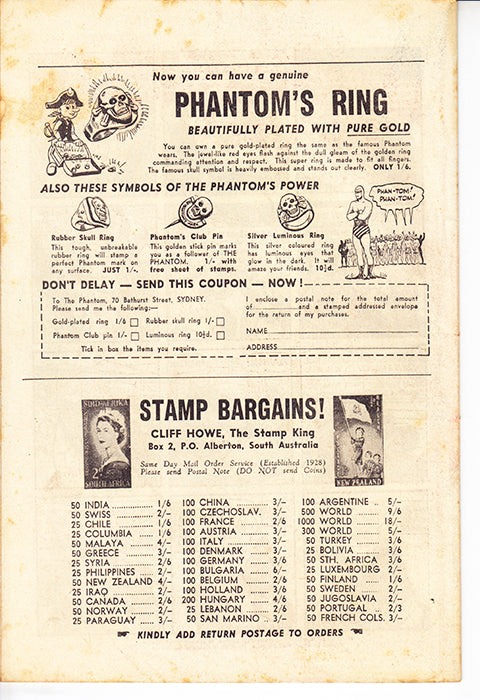 Now you can have a genuine
PHANTOM'S RING
BEAUTIFULLY PLATED WITH PURE GOLD
You can own a pure gold-plated ring the same as the famous Phantom
wears. The jewel-like red eyes flash against the dull gleam of the golden ring
commanding attention and respect. This super ring is made to fit all fingers.
The famous skull symbol is heavily embossed and stands out clearly. ONLY 1/6.
ALSO THESE SYMBOLS OF THE PHANTOM'S POWER
PHAN-TOM!
PHAN-TOM!
Rubber Skull Ring
This tough, unbreakable
rubber ring will stamp a
perfect Phantom mark on
any surface. JUST 1/-.
Phantom's Club Pin
This golden stick pin marks
you as a follower of THE
PHANTOM. 1/- with
free sheet of stamps.
Silver Luminous Ring
This silver coloured ring
has luminous eyes that
glow in the dark. It will
amaze your friends. 10½d.
DON'T DELAY — SEND THIS COUPON — NOW!
To The Phantom, 70 Bathurst Street, SYDNEY.
Please send me the following:—
Gold-plated ring 1/6
Rubber skull ring 1/-
Phantom Club pin 1/-
Luminous ring 10½d.
Tick in box the items you require.
I enclose a postal note for the total amount
of ............ and a stamped addressed envelope
for the return of my purchases.
NAME
ADDRESS
SOUTH AFRICA
2D
SOUTH AFRICA
STAMP BARGAINS!
CLIFF HOWE, The Stamp King
Box 2, P.O. Alberton, South Australia
Same Day Mail Order Service (Established 1928)
Please send Postal Note (DO NOT send Coins)
NEW ZEALAND
50 INDIA ............ 1/6
50 SWISS ............ 2/-
25 CHILE ............ 1/6
25 COLUMBIA ...... 1/6
50 MALAYA ......... 4/-
50 GREECE ......... 3/-
25 SYRIA ............ 2/6
25 PHILIPPINES ... 2/-
50 NEW ZEALAND 4/-
25 IRAQ ............ 2/-
50 CANADA ......... 2/6
50 NORWAY ......... 2/-
25 PARAGUAY ...... 3/-
100 CHINA ......... 3/-
100 CZECHOSLAV. 3/-
100 FRANCE ......... 2/6
100 AUSTRIA ...... 3/-
100 ITALY ......... 3/-
100 DENMARK ...... 3/-
100 GERMANY ...... 3/6
100 BULGARIA ...... 6/-
100 BELGIUM ...... 2/6
100 HOLLAND ...... 3/6
200 HUNGARY ...... 4/6
25 LEBANON ...... 2/6
50 SAN MARINO .. 3/-
100 ARGENTINE .. 5/-
500 WORLD ......... 9/6
1000 WORLD ......... 18/-
300 WORLD ......... 5/-
50 TURKEY ......... 3/6
25 BOLIVIA ......... 3/6
50 STH. AFRICA 3/6
25 LUXEMBOURG 2/-
50 FINLAND ...... 1/6
50 SWEDEN ......... 2/-
50 JUGOSLAVIA 2/-
50 PORTUGAL .. 2/3
50 FRENCH COLS. 3/-
KINDLY ADD RETURN POSTAGE TO ORDERS